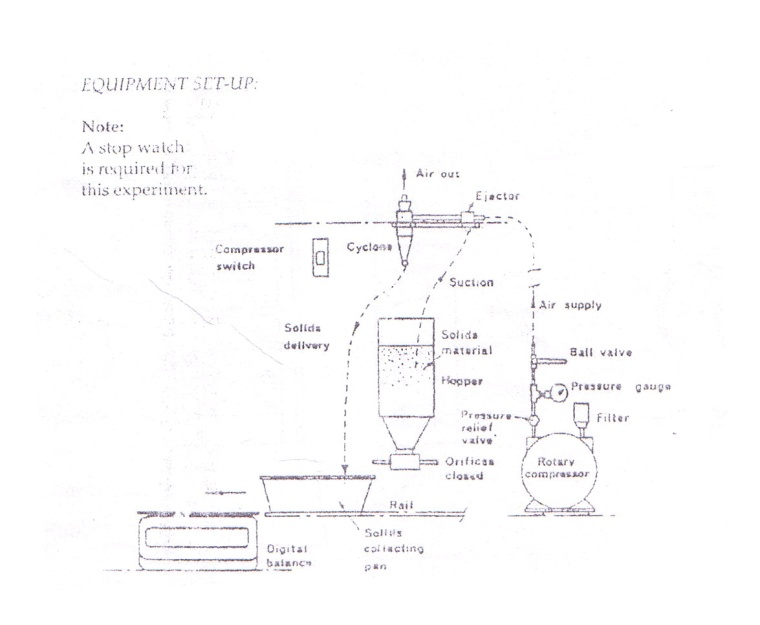 EQUIPMENT SET-UP:
Note:
A stop watch
is required for
this experiment.
Air out
Ejector
Compressor
switch
Cyclone
Suction
Air supply
Solids
delivery
Solids
material
Hopper
Ball valve
Pressure gauge
Pressure
relief
valve
Filter
Orifices
closed
Rotary
compressor
Rail
Solids
collecting
pan
Digital
balance